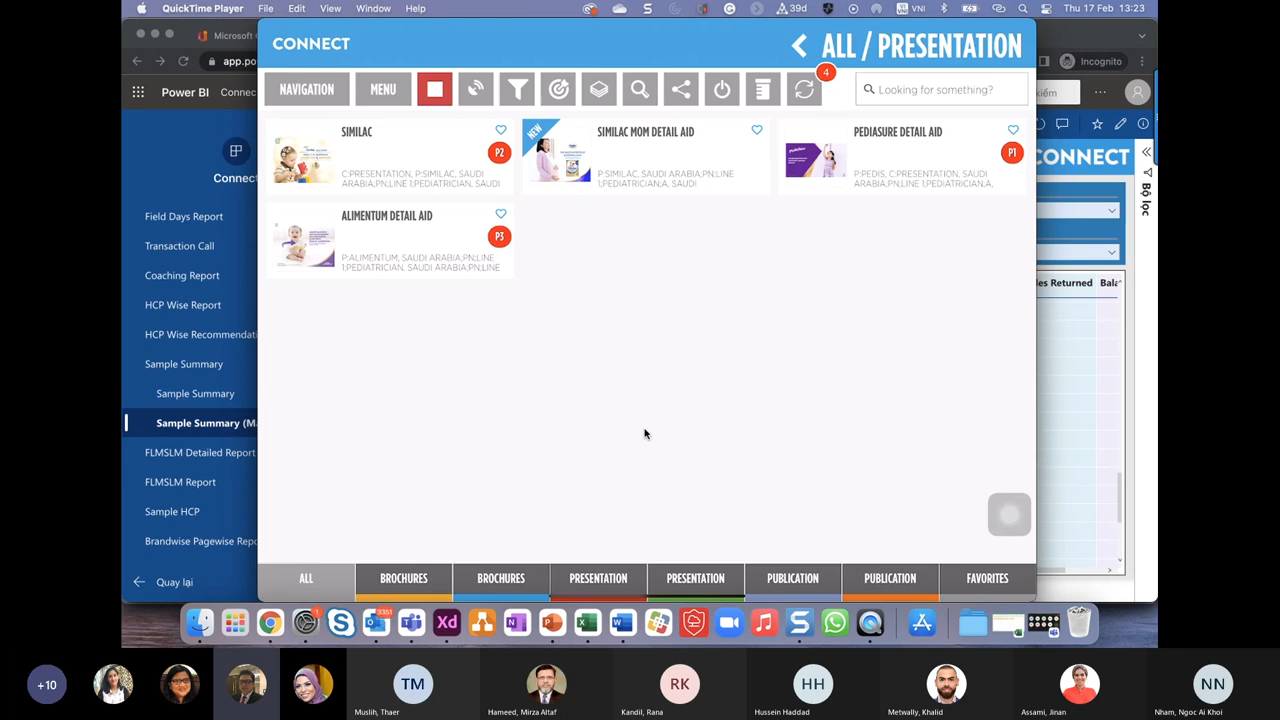 QuickTime Player File Edit View Window Help 39d VNI VNI Thu 17 Feb 13:23
Microsoft
app.po
Incognito
Power BI Connec
kiếm
CONNECT
ALL / PRESENTATION
NAVIGATION MENU
4
Looking for something?
SIMILAC
P2
C:PRESENTATION, P:SIMILAC, SAUDI
ARABIA;PN;LINE 1;PEDIATRICIAN, SAUDI
NEW
SIMILAC MOM DETAIL AID
P:SIMILAC, SAUDI ARABIA;PN;LINE
1;PEDIATRICIAN;A, SAUDI
PEDIASURE DETAIL AID
P1
P:PEDIS, C:PRESENTATION, SAUDI
ARABIA;PN;LINE 1;PEDIATRICIAN;A,
ALIMENTUM DETAIL AID
P3
P:ALIMENTUM, SAUDI ARABIA;PN;LINE
1;PEDIATRICIAN, SAUDI ARABIA;PN;LINE
CONNECT
Bộ lọc
les Returned Bala
Connect
Field Days Report
Transaction Call
Coaching Report
HCP Wise Report
HCP Wise Recommendati
Sample Summary
Sample Summary
Sample Summary (Ma
FLMSLM Detailed Report
FLMSLM Report
Sample HCP
Brandwise Pagewise Repo
Quay lại
ALL BROCHURES BROCHURES PRESENTATION PRESENTATION PUBLICATION PUBLICATION FAVORITES
1 3351
Xd
+10
TM
RK
HH
NN
Muslih, Thaer
Hameed, Mirza Altaf
Kandil, Rana
Hussein Haddad
Metwally, Khalid
Assami, Jinan
Nham, Ngoc Ai Khoi